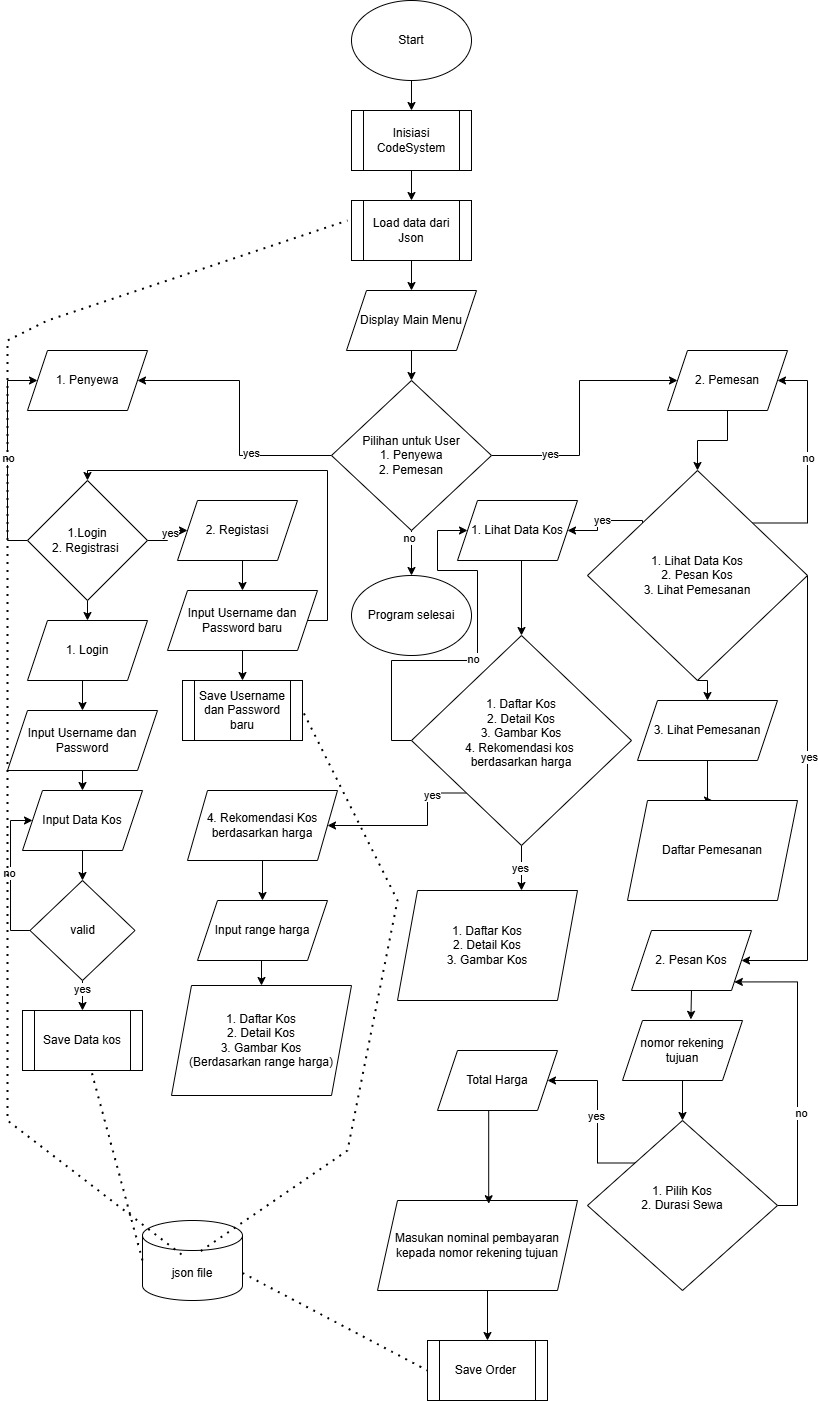 Start
Inisiasi
CodeSystem
Load data dari
Json
Display Main Menu
1. Penyewa
2. Pemesan
Pilihan untuk User
1. Penyewa
2. Pemesan
yes
yes
no
no
no
1.Login
2. Registrasi
yes
2. Registasi
1. Lihat Data Kos
yes
1. Lihat Data Kos
2. Pesan Kos
3. Lihat Pemesanan
Input Username dan
Password baru
Program selesai
1. Login
no
Save Username
dan Password
baru
Input Username dan
Password
1. Daftar Kos
2. Detail Kos
3. Gambar Kos
4. Rekomendasi kos
berdasarkan harga
3. Lihat Pemesanan
yes
yes
Input Data Kos
4. Rekomendasi Kos
berdasarkan harga
Daftar Pemesanan
no
yes
valid
Input range harga
1. Daftar Kos
2. Detail Kos
3. Gambar Kos
2. Pesan Kos
yes
Save Data kos
1. Daftar Kos
2. Detail Kos
3. Gambar Kos
(Berdasarkan range harga)
nomor rekening
tujuan
Total Harga
yes
no
1. Pilih Kos
2. Durasi Sewa
Masukan nominal pembayaran
kepada nomor rekening tujuan
json file
Save Order